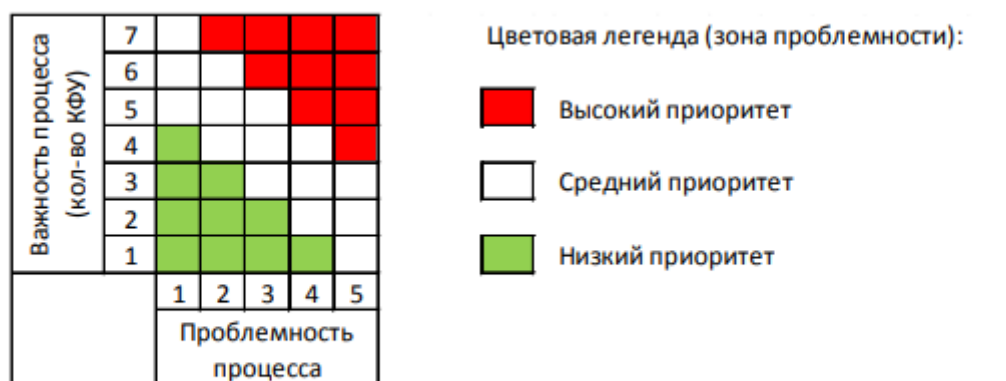 Важность процесса
(кол-во КФУ)
7
6
5
4
3
2
1
1 2 3 4 5
Проблемность
процесса
Цветовая легенда (зона проблемности):
Высокий приоритет
Средний приоритет
Низкий приоритет